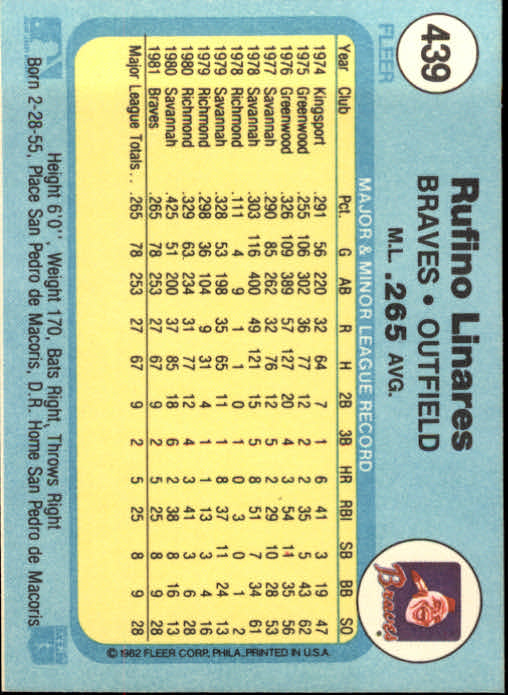 439
FLEER
Rufino Linares
BRAVES • OUTFIELD
M.L. .265 AVG.
Braves
MAJOR & MINOR LEAGUE RECORD
Year Club Pct. G AB R H 2B 3B HR RBI SB BB SO
1974 Kingsport .291 56 220 32 64 7 1 6 41 3 19 47
1975 Greenwood .255 106 302 36 77 12 2 2 35 5 43 62
1976 Greenwood .326 109 389 57 127 20 4 3 54 11 35 56
1977 Savannah .290 85 262 32 76 12 5 2 29 10 28 53
1978 Savannah .303 116 400 49 121 15 5 8 51 7 34 61
1978 Richmond .111 4 9 1 1 0 1 0 3 0 1 2
1979 Savannah .328 53 198 35 65 11 1 8 37 11 24 13
1979 Richmond .298 36 104 9 31 4 1 1 13 3 4 16
1980 Richmond .329 63 234 31 77 12 4 3 41 3 6 28
1980 Savannah .425 51 200 37 85 18 6 2 38 8 16 13
1981 Braves .265 78 253 27 67 9 2 5 25 8 9 28
Major League Totals . . .265 78 253 27 67 9 2 5 25 8 9 28
©1982 FLEER CORP., PHILA., PRINTED IN U.S.A.
Height 6'0", Weight 170, Bats Right, Throws Right
Born 2-28-55, Place San Pedro de Macoris, D.R. Home San Pedro de Macoris